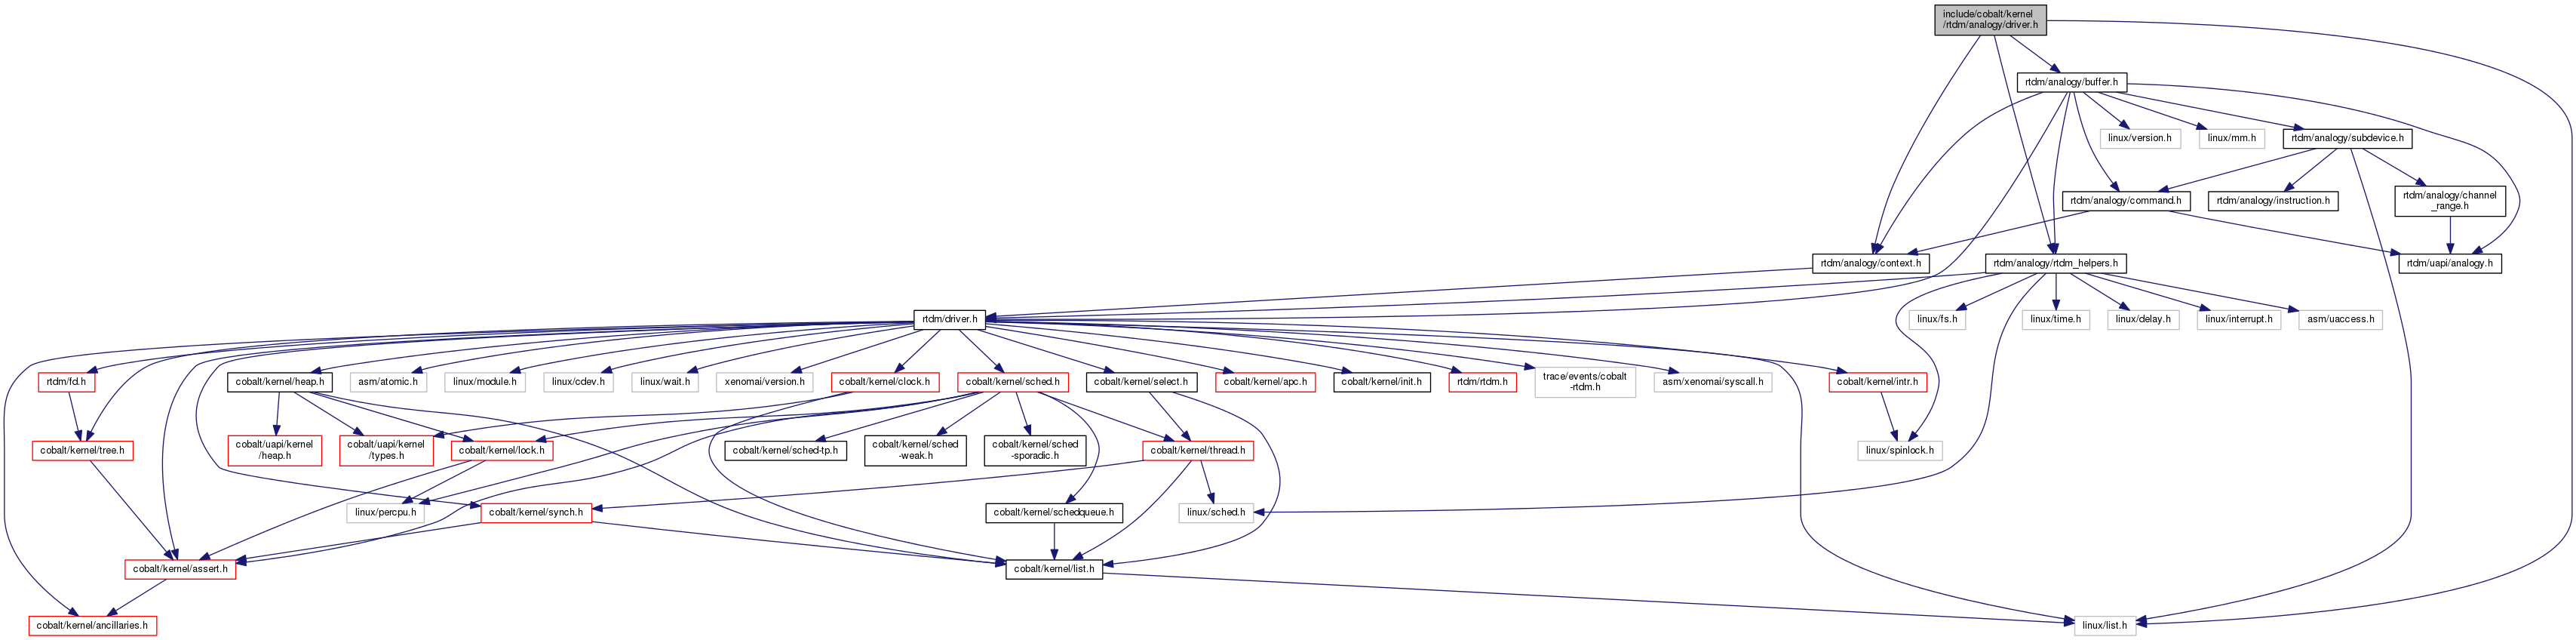 include/cobalt/kernel
/rtdm/analogy/driver.h
rtdm/analogy/buffer.h
linux/version.h
linux/mm.h
rtdm/analogy/subdevice.h
rtdm/analogy/command.h
rtdm/analogy/instruction.h
rtdm/analogy/channel
_range.h
rtdm/analogy/context.h
rtdm/analogy/rtdm_helpers.h
rtdm/uapi/analogy.h
rtdm/driver.h
linux/fs.h
linux/time.h
linux/delay.h
linux/interrupt.h
asm/uaccess.h
rtdm/fd.h
cobalt/kernel/heap.h
asm/atomic.h
linux/module.h
linux/cdev.h
linux/wait.h
xenomai/version.h
cobalt/kernel/clock.h
cobalt/kernel/sched.h
cobalt/kernel/select.h
cobalt/kernel/apc.h
cobalt/kernel/init.h
rtdm/rtdm.h
trace/events/cobalt
-rtdm.h
asm/xenomai/syscall.h
cobalt/kernel/intr.h
cobalt/kernel/tree.h
cobalt/uapi/kernel
/heap.h
cobalt/uapi/kernel
/types.h
cobalt/kernel/lock.h
cobalt/kernel/sched-tp.h
cobalt/kernel/sched
-weak.h
cobalt/kernel/sched
-sporadic.h
cobalt/kernel/thread.h
linux/spinlock.h
linux/percpu.h
cobalt/kernel/synch.h
cobalt/kernel/schedqueue.h
linux/sched.h
cobalt/kernel/assert.h
cobalt/kernel/list.h
cobalt/kernel/ancillaries.h
linux/list.h